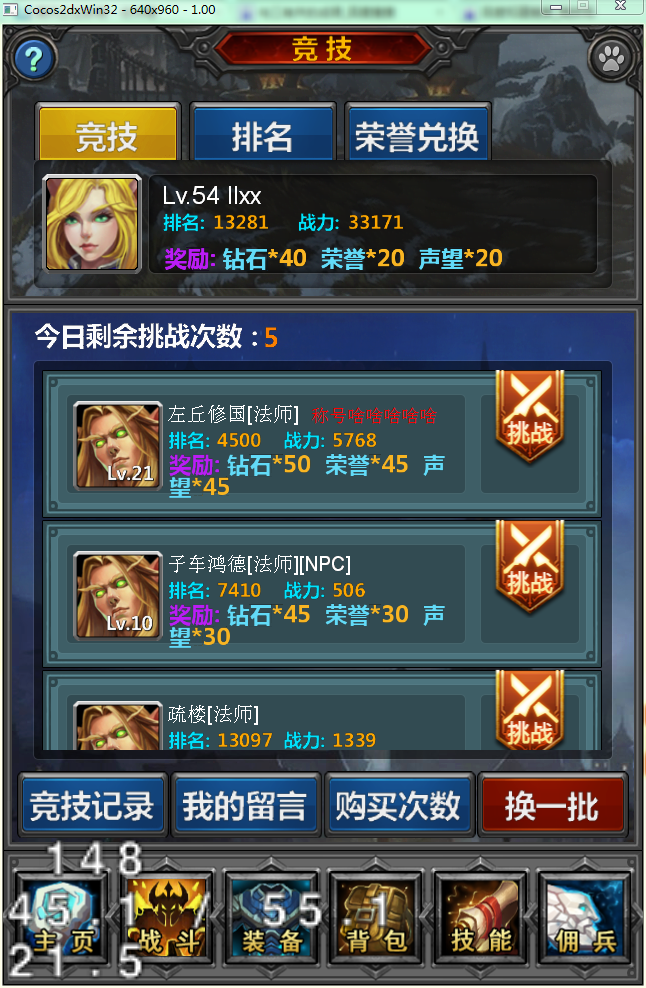 Cocos2dxWin32 - 640x960 - 1.00
竞技
竞技 排名 荣誉兑换
Lv.54 llxx
排名: 13281 战力: 33171
奖励: 钻石*40 荣誉*20 声望*20
今日剩余挑战次数 : 5
左丘修国[法师] 称号啥啥啥啥啥
排名: 4500 战力: 5768
奖励: 钻石*50 荣誉*45 声
望*45
Lv.21
挑战
子车鸿德[法师][NPC]
排名: 7410 战力: 506
奖励: 钻石*45 荣誉*30 声
望*30
Lv.10
挑战
疏楼[法师]
排名: 13097 战力: 1339
挑战
竞技记录 我的留言 购买次数 换一批
148
45.1 / 55.1
主页 战斗 装备 背包 技能 佣兵
21.5